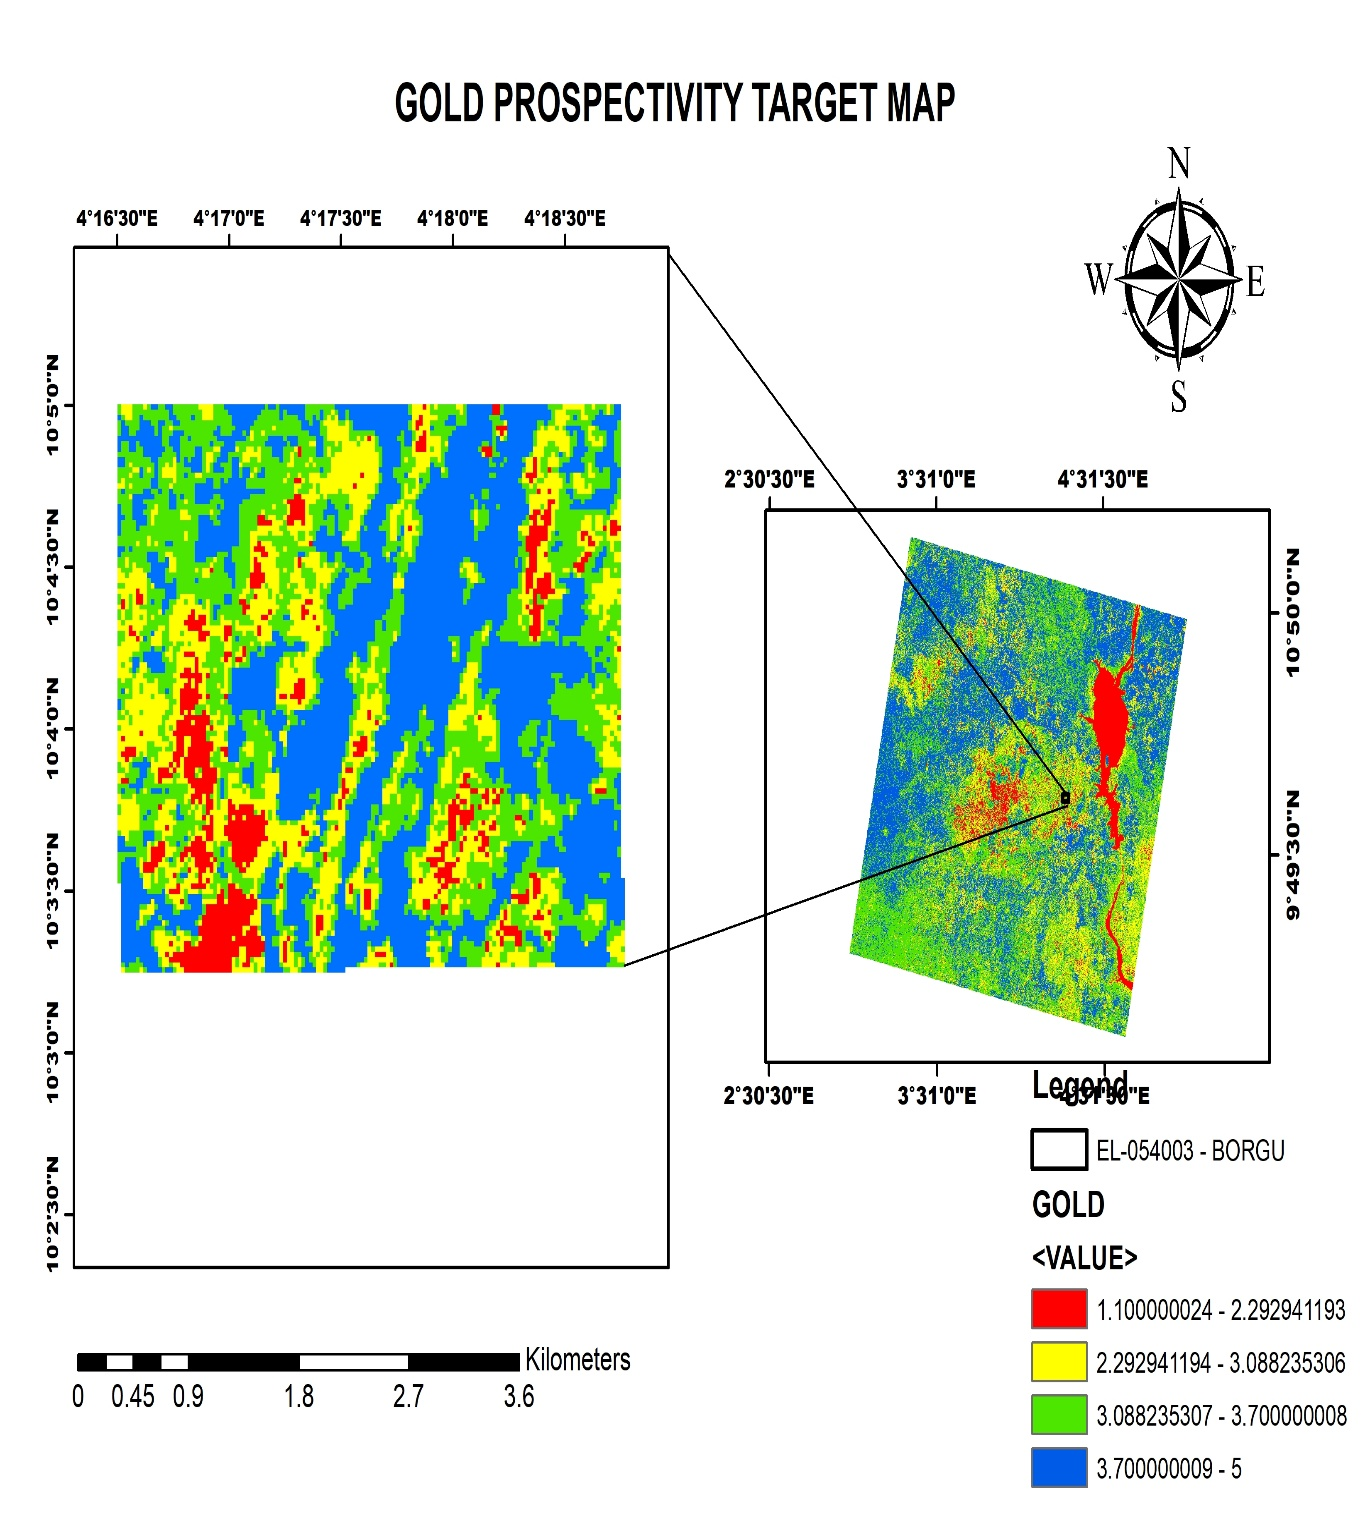 GOLD PROSPECTIVITY TARGET MAP
N
W
E
S
4°16'30"E 4°17'0"E 4°17'30"E 4°18'0"E 4°18'30"E
10°5'0"N
10°4'30"N
10°4'0"N
10°3'30"N
10°3'0"N
10°2'30"N
2°30'30"E 3°31'0"E 4°31'30"E
10°50'0"N
9°49'30"N
2°30'30"E 3°31'0"E 4°31'30"E
Legend
EL-054003 - BORGU
GOLD
<VALUE>
1.100000024 - 2.292941193
2.292941194 - 3.088235306
3.088235307 - 3.700000008
3.700000009 - 5
Kilometers
0 0.45 0.9 1.8 2.7 3.6